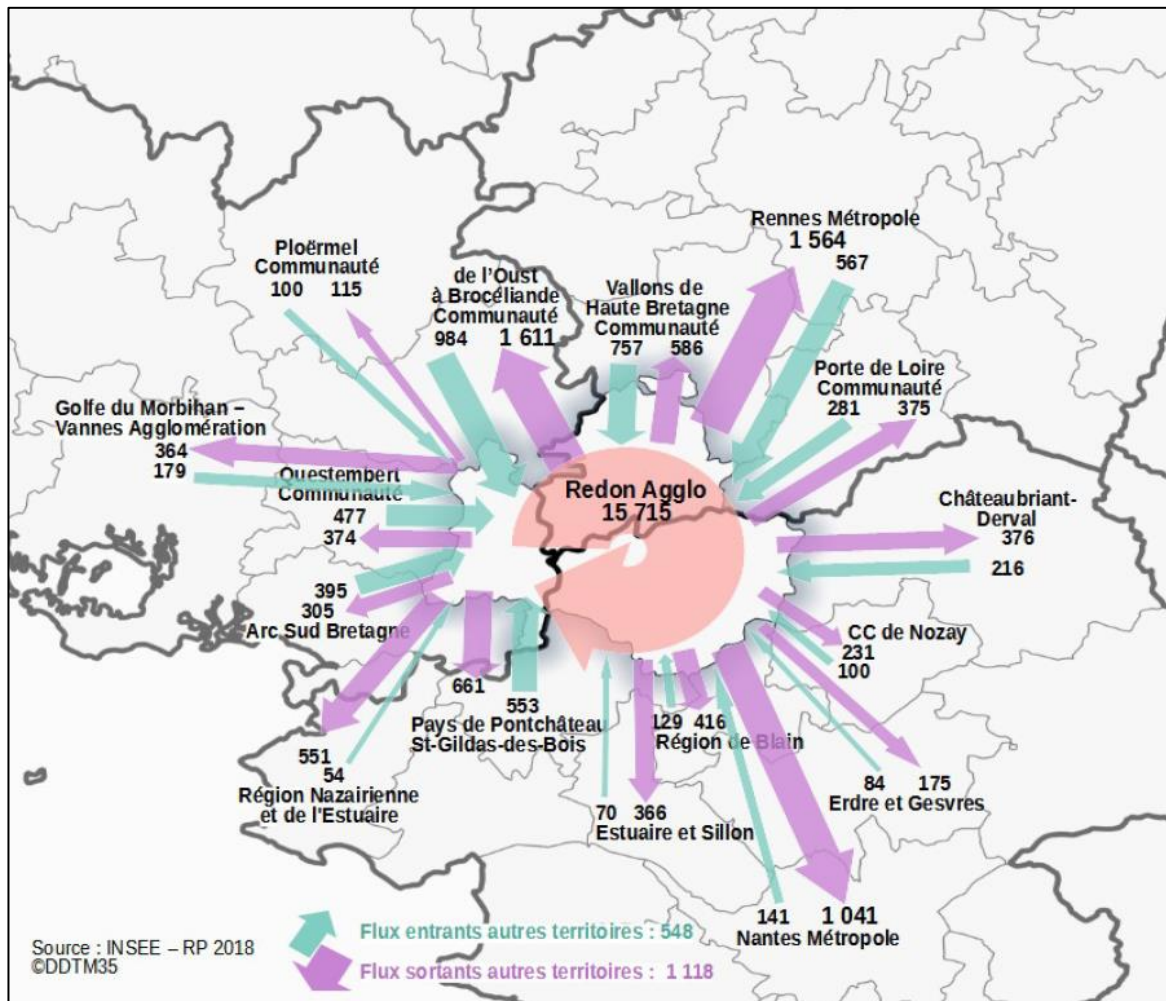 Rennes Métropole
1 564
567
Ploërmel
Communauté
100 115
de l'Oust
à Brocéliande
Communauté
984 1 611
Vallons de
Haute Bretagne
Communauté
757 586
Porte de Loire
Communauté
281 375
Golfe du Morbihan –
Vannes Agglomération
364
179
Questembert
Communauté
477
374
Redon Agglo
15 715
Châteaubriant-
Derval
376
216
395
305
Arc Sud Bretagne
CC de Nozay
231
100
661
553
Pays de Pontchâteau
St-Gildas-des-Bois
129 416
Région de Blain
551
54
Région Nazairienne
et de l'Estuaire
84 175
Erdre et Gesvres
70 366
Estuaire et Sillon
141 1 041
Nantes Métropole
Source : INSEE – RP 2018
©DDTM35
Flux entrants autres territoires : 548
Flux sortants autres territoires : 1 118